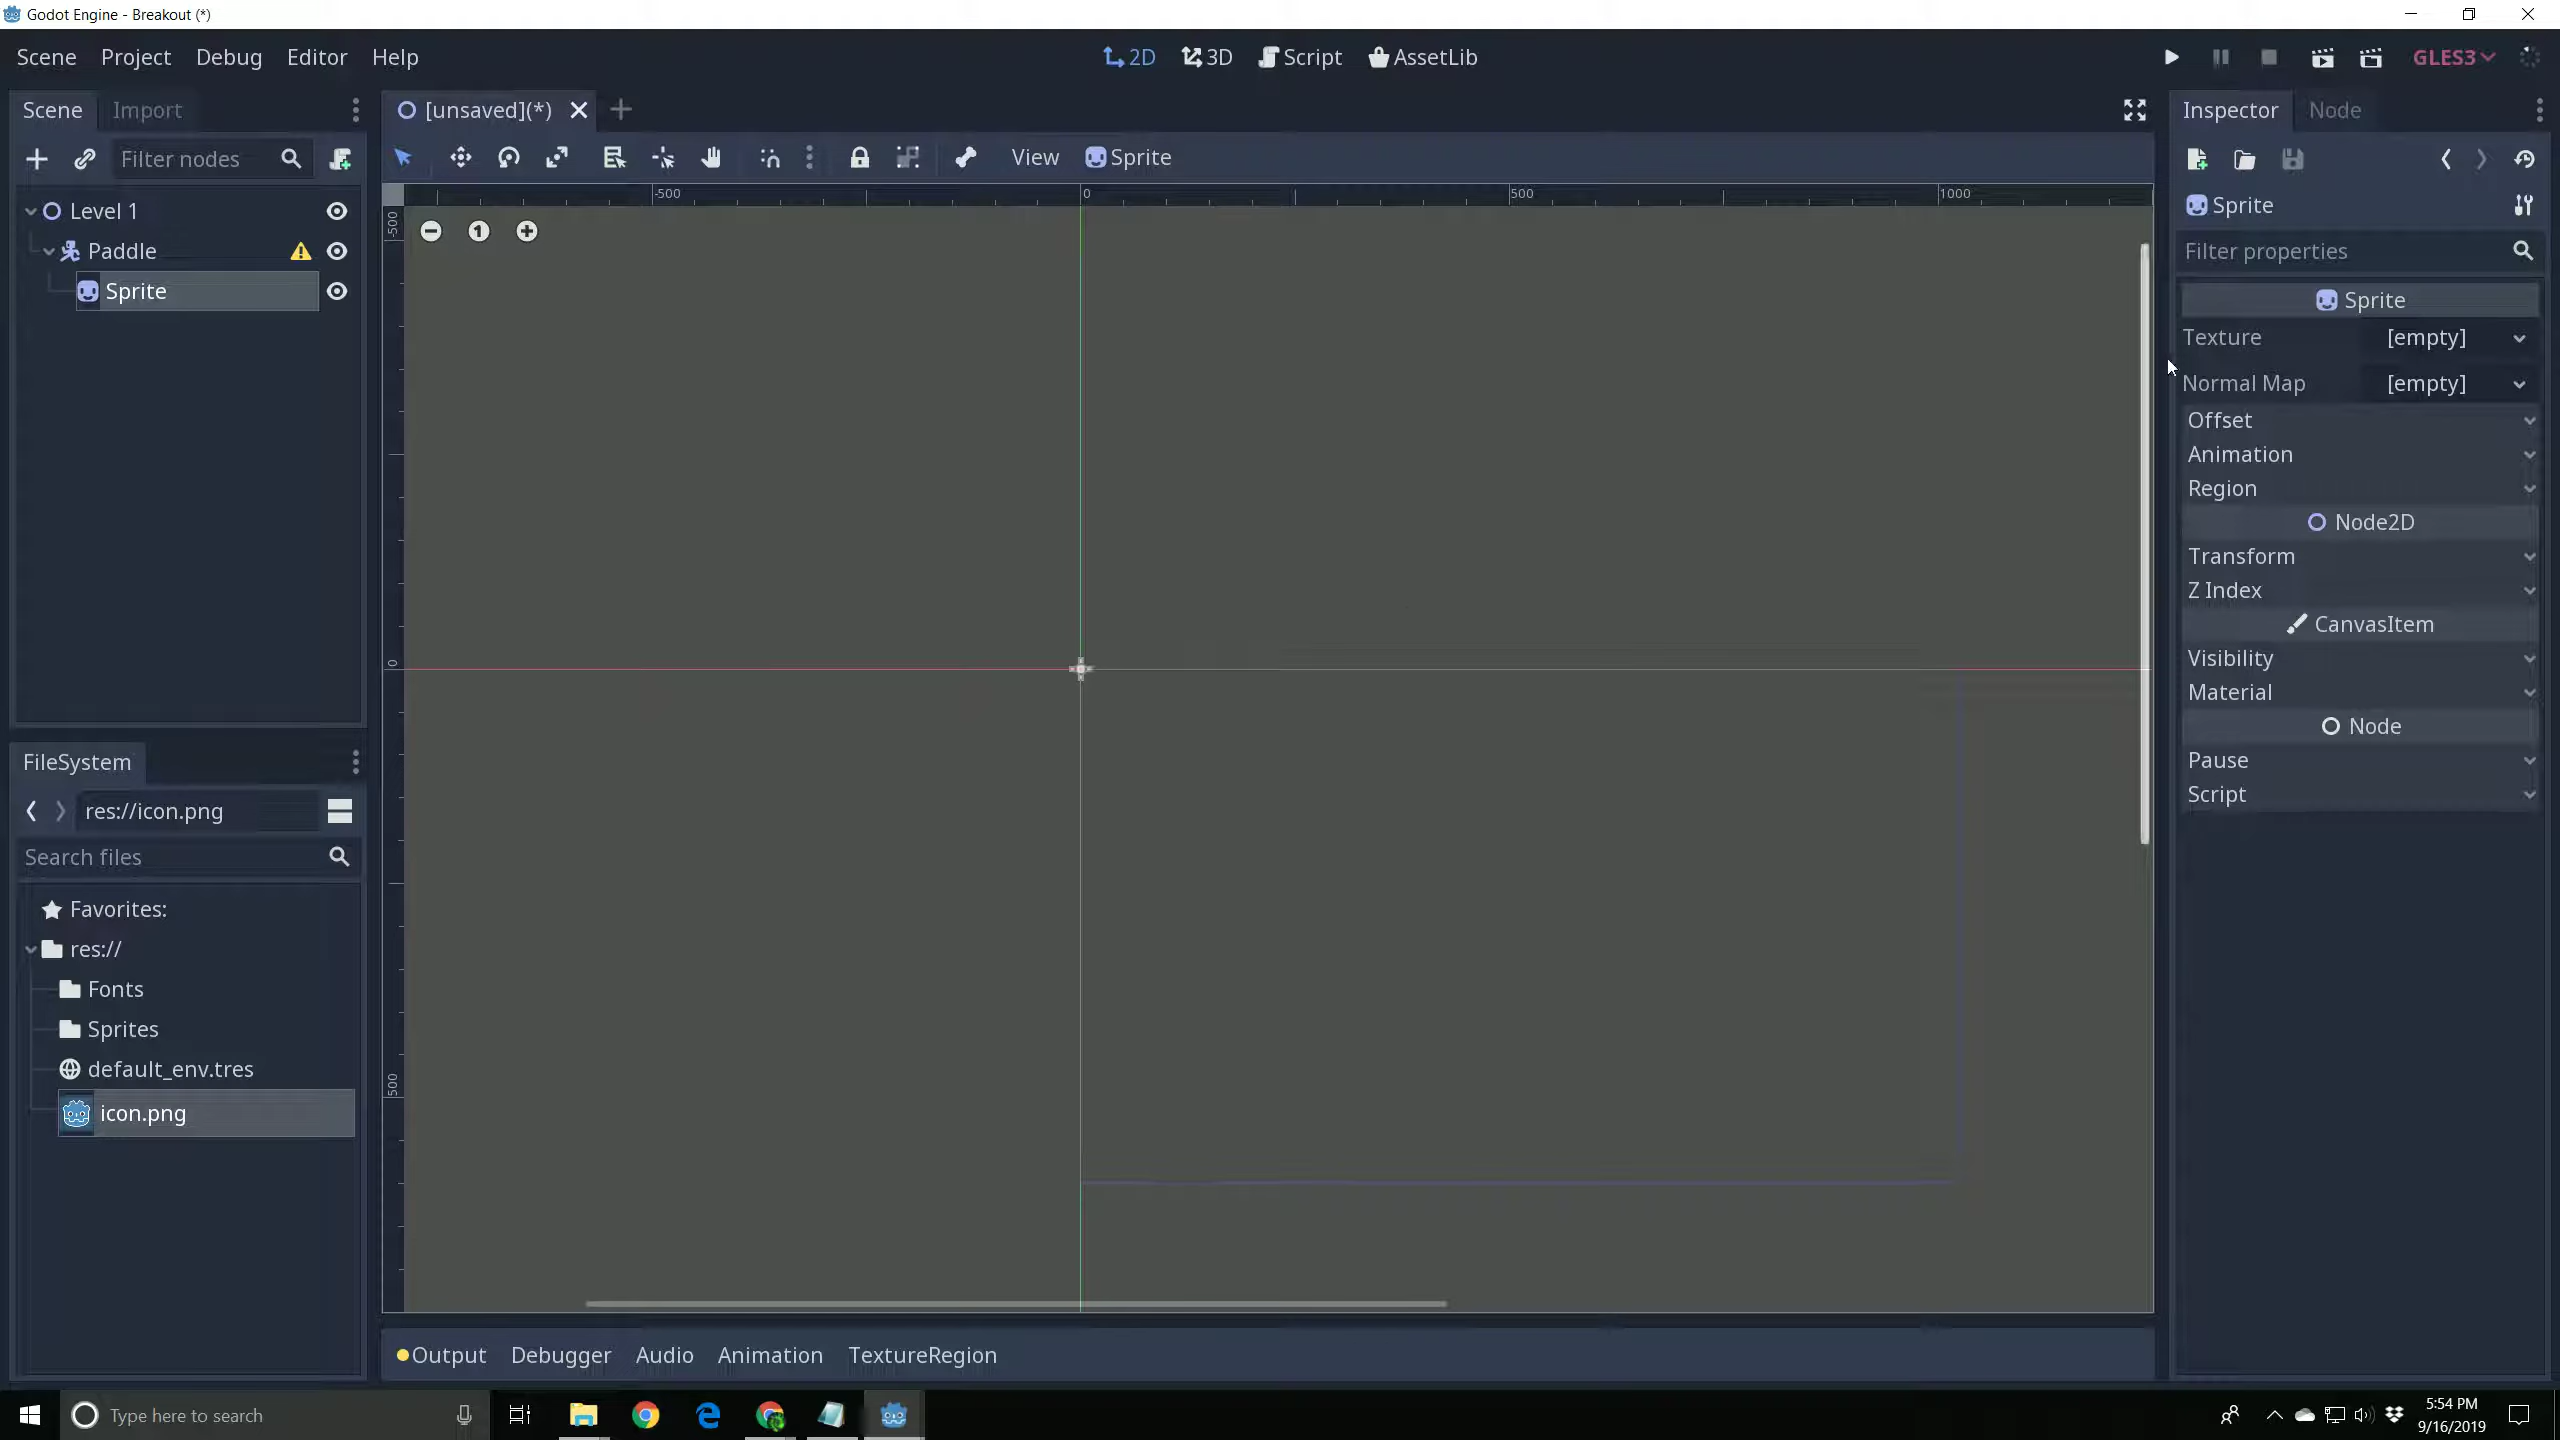 Godot Engine - Breakout (*)
Scene Project Debug Editor Help
2D 3D Script AssetLib
GLES3
Scene Import
[unsaved](*)
Inspector Node
Filter nodes
View Sprite
Level 1
Paddle
Sprite
-500 0 500 1000
-500
0
500
Sprite
Filter properties
Sprite
Texture [empty]
Normal Map [empty]
Offset
Animation
Region
Node2D
Transform
Z Index
CanvasItem
Visibility
Material
Node
Pause
Script
FileSystem
res://icon.png
Search files
Favorites:
res://
Fonts
Sprites
default_env.tres
icon.png
Output Debugger Audio Animation TextureRegion
Type here to search
5:54 PM
9/16/2019